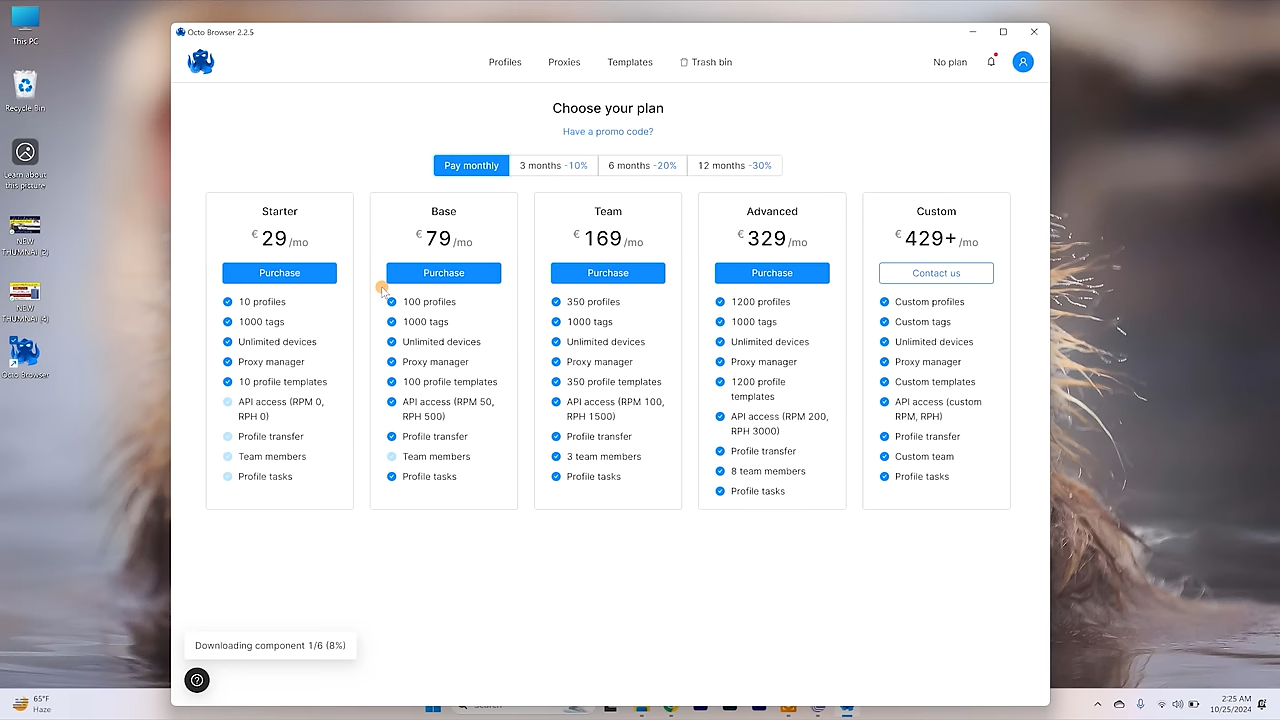 This PC
Recycle Bin
Learn about
this picture
NEW
THUMNAI (2)
NEW
THUMNAI (4)
Octo Browser
Octo Browser 2.2.5
Profiles
Proxies
Templates
Trash bin
No plan
Choose your plan
Have a promo code?
Pay monthly
3 months -10%
6 months -20%
12 months -30%
Starter
€ 29/mo
Purchase
10 profiles
1000 tags
Unlimited devices
Proxy manager
10 profile templates
API access (RPM 0,
RPH 0)
Profile transfer
Team members
Profile tasks
Base
€ 79/mo
Purchase
100 profiles
1000 tags
Unlimited devices
Proxy manager
100 profile templates
API access (RPM 50,
RPH 500)
Profile transfer
Team members
Profile tasks
Team
€ 169/mo
Purchase
350 profiles
1000 tags
Unlimited devices
Proxy manager
350 profile templates
API access (RPM 100,
RPH 1500)
Profile transfer
3 team members
Profile tasks
Advanced
€ 329/mo
Purchase
1200 profiles
1000 tags
Unlimited devices
Proxy manager
1200 profile
templates
API access (RPM 200,
RPH 3000)
Profile transfer
8 team members
Profile tasks
Custom
€ 429+/mo
Contact us
Custom profiles
Custom tags
Unlimited devices
Proxy manager
Custom templates
API access (custom
RPM, RPH)
Profile transfer
Custom team
Profile tasks
Downloading component 1/6 (8%)
65°F
Haze
Search
2:25 AM
10/25/2024